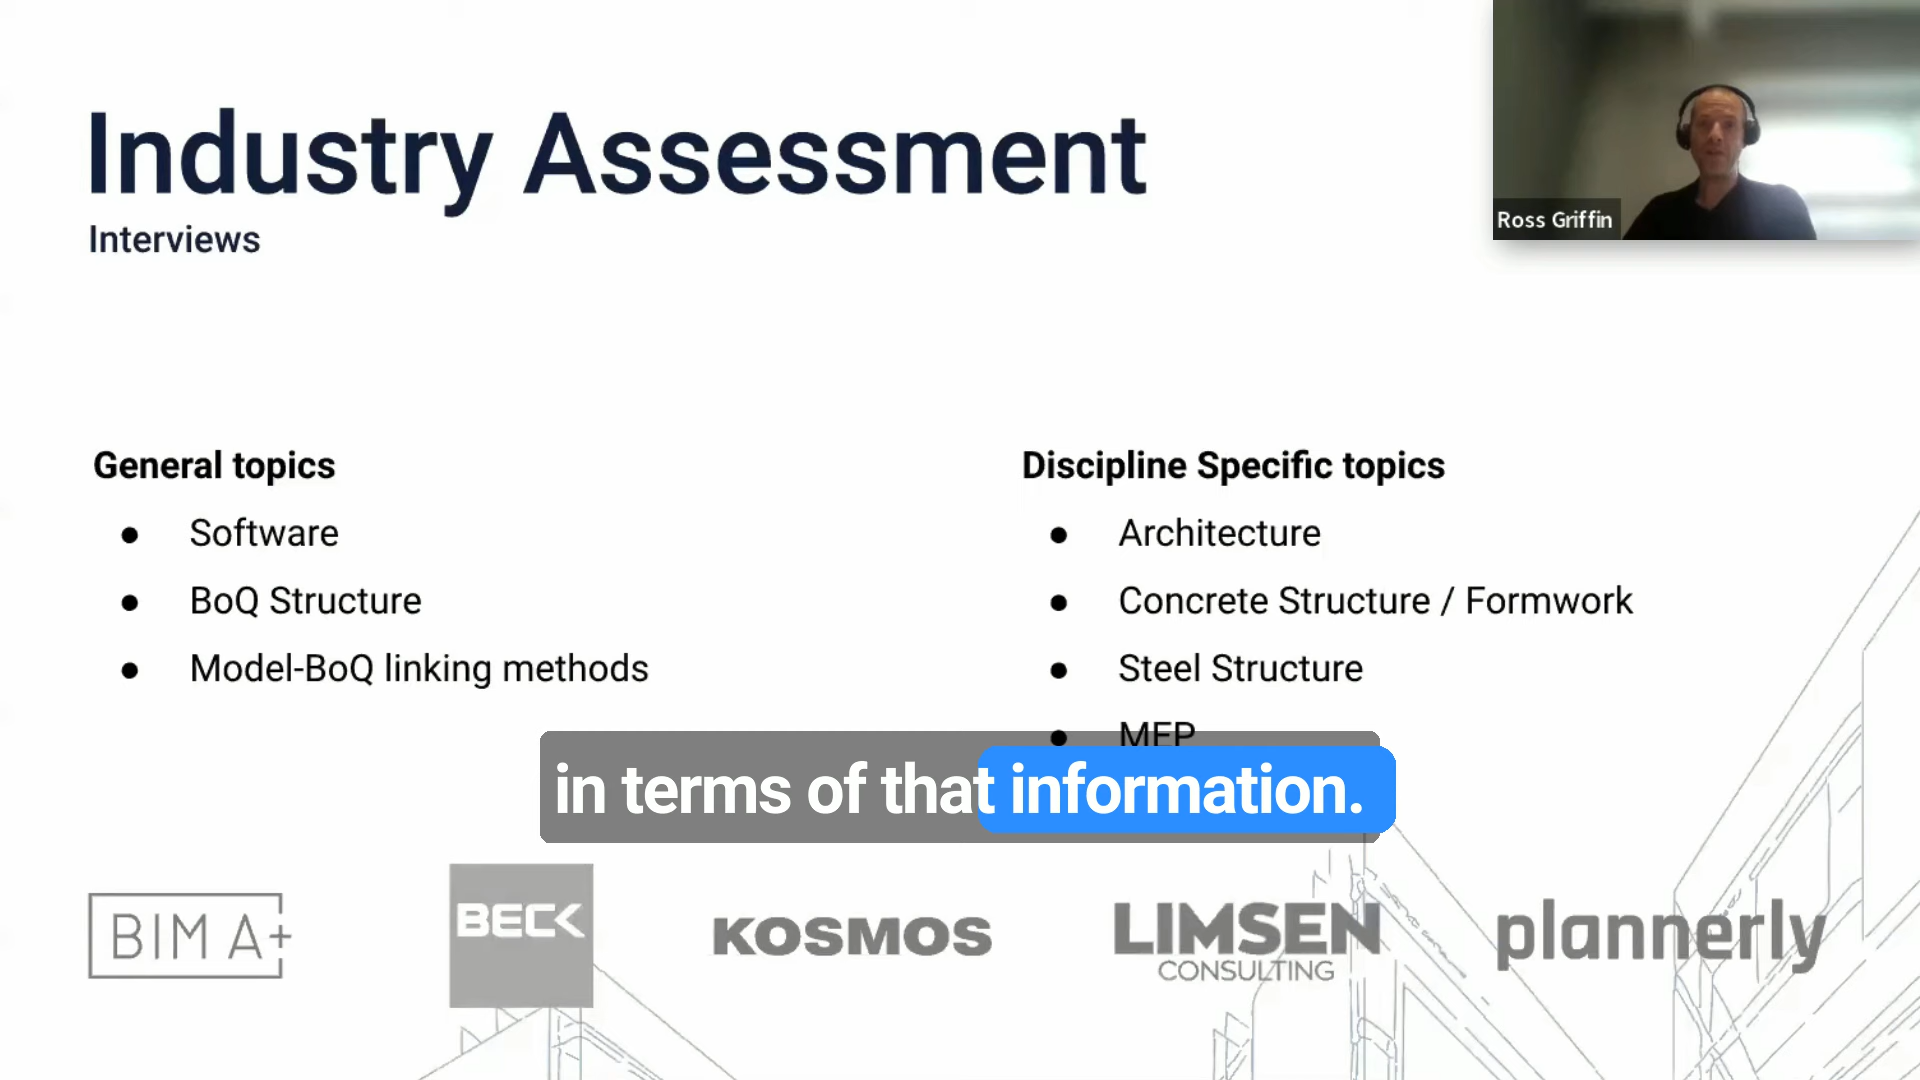 Industry Assessment
Interviews
Ross Griffin
General topics
● Software
● BoQ Structure
● Model-BoQ linking methods
Discipline Specific topics
● Architecture
● Concrete Structure / Formwork
● Steel Structure
● MEP
in terms of that information.
BIM A+
BECK
KOSMOS
LIMSEN
CONSULTING
plannerly